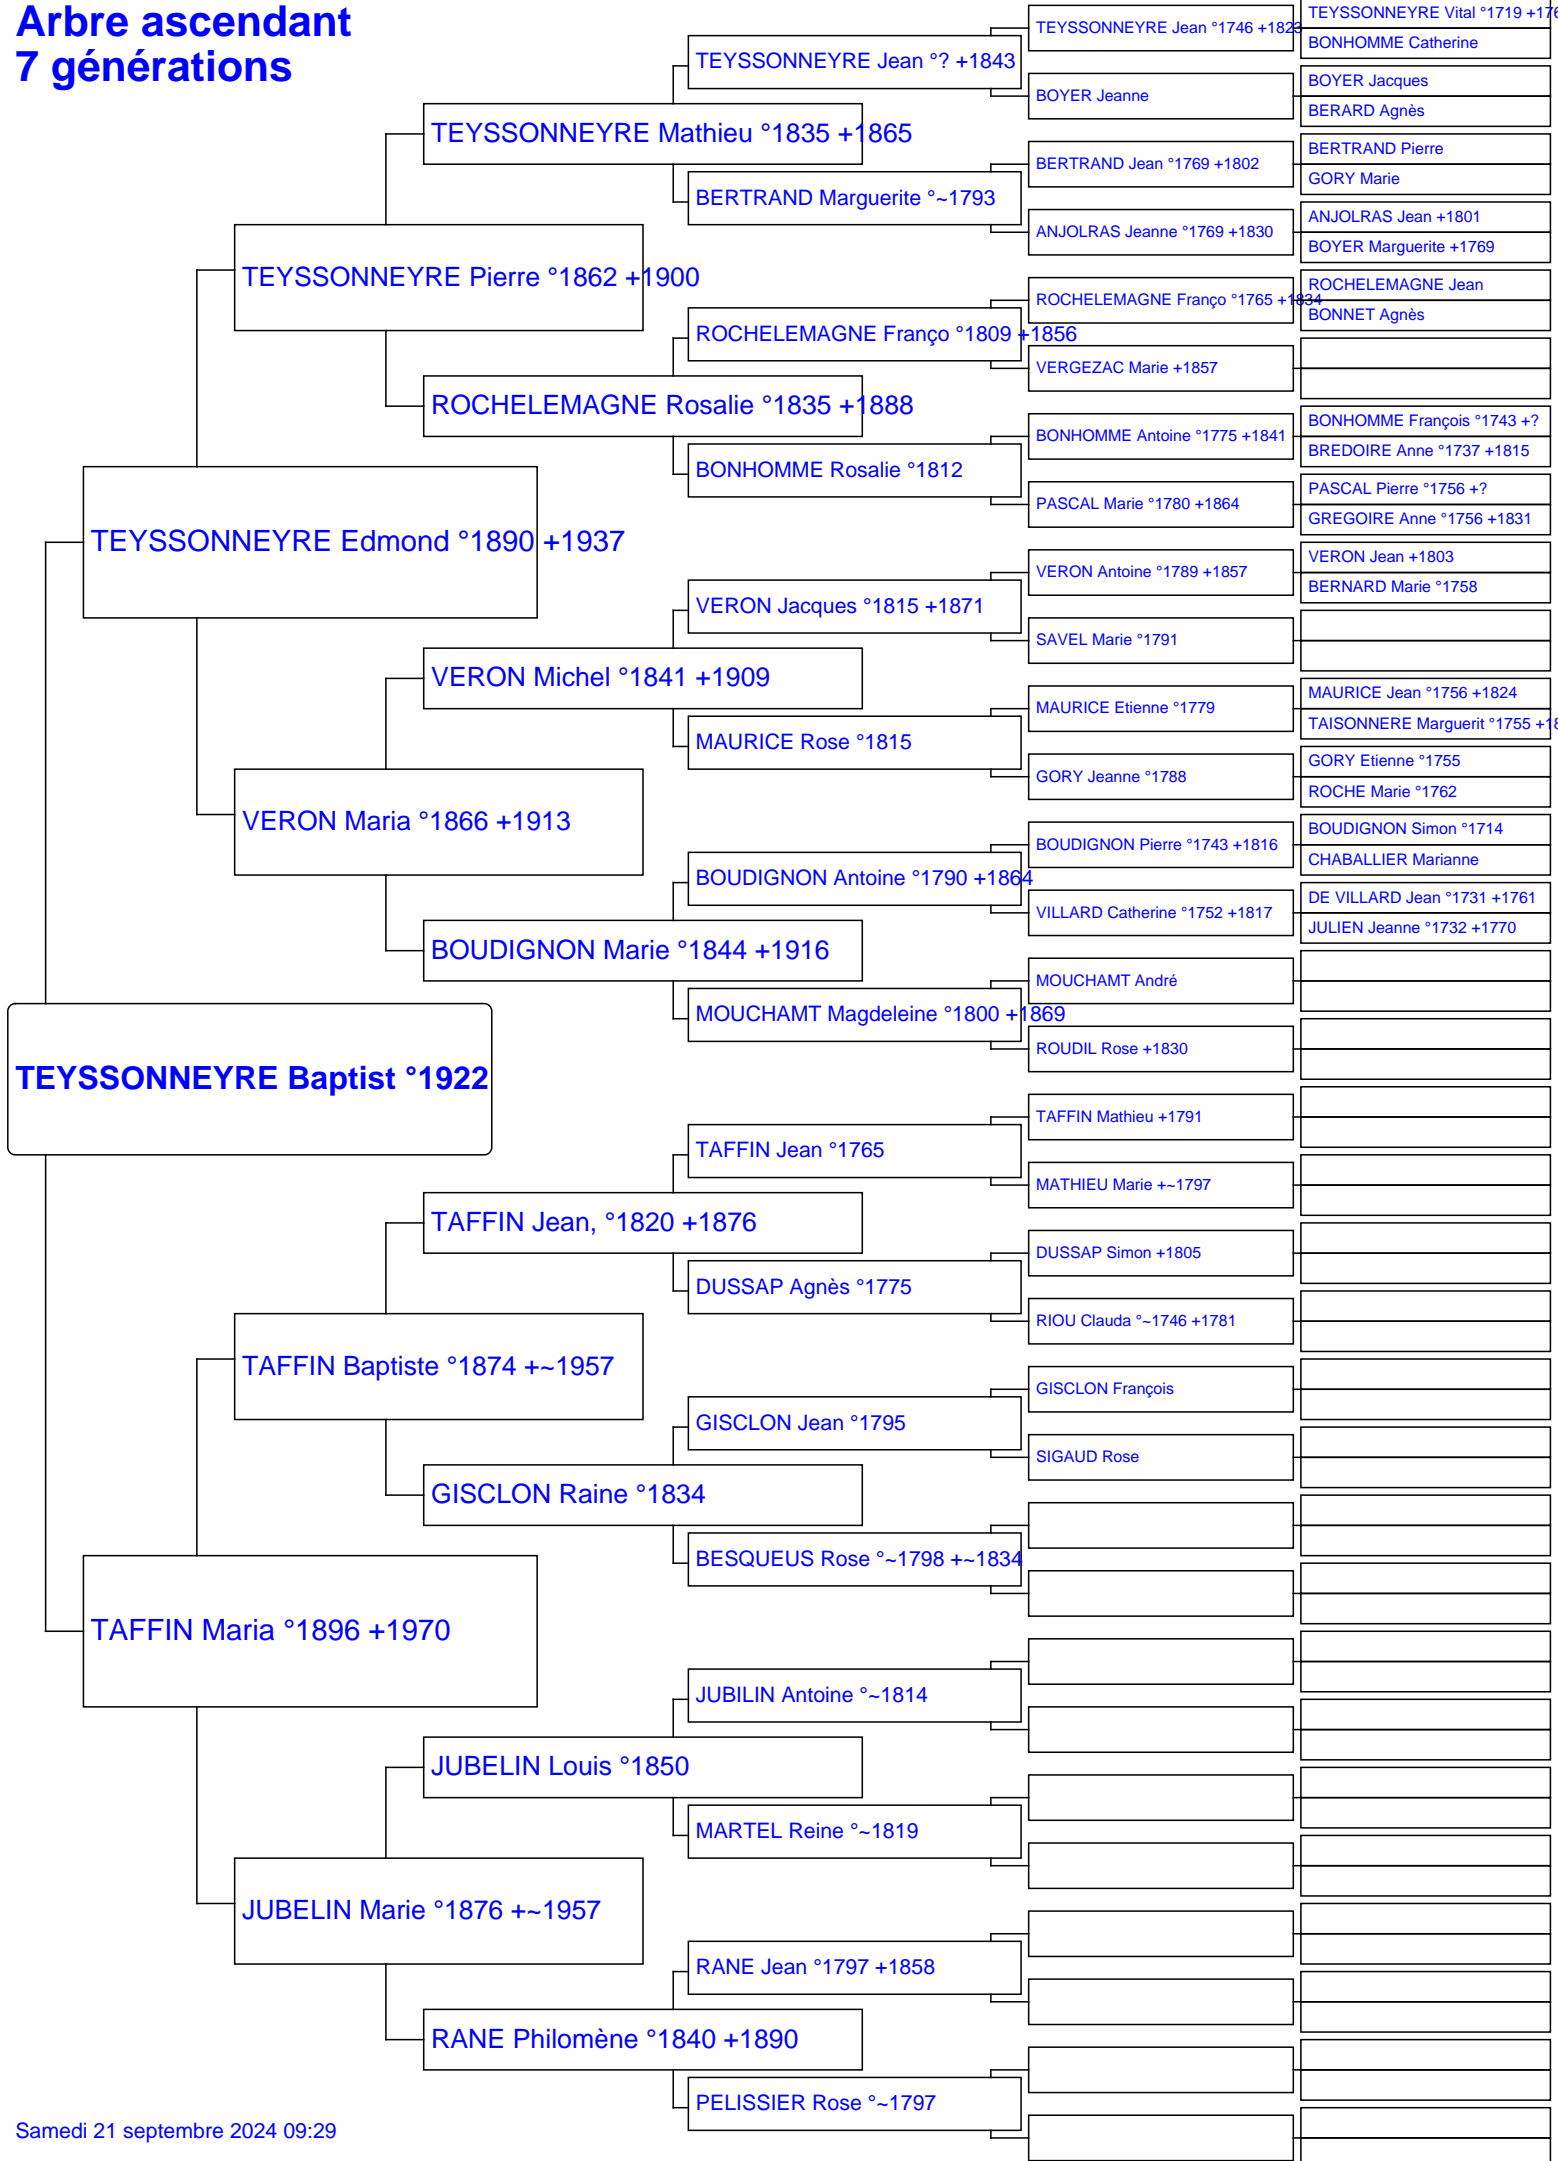 Arbre ascendant
7 générations
TEYSSONNEYRE Baptist °1922
TEYSSONNEYRE Edmond °1890 +1937
TAFFIN Maria °1896 +1970
TEYSSONNEYRE Pierre °1862 +1900
VERON Maria °1866 +1913
TAFFIN Baptiste °1874 +~1957
JUBELIN Marie °1876 +~1957
TEYSSONNEYRE Mathieu °1835 +1865
ROCHELEMAGNE Rosalie °1835 +1888
VERON Michel °1841 +1909
BOUDIGNON Marie °1844 +1916
TAFFIN Jean, °1820 +1876
GISCLON Raine °1834
JUBELIN Louis °1850
RANE Philomène °1840 +1890
TEYSSONNEYRE Jean °? +1843
BERTRAND Marguerite °~1793
ROCHELEMAGNE Franço °1809 +1856
BONHOMME Rosalie °1812
VERON Jacques °1815 +1871
MAURICE Rose °1815
BOUDIGNON Antoine °1790 +1864
MOUCHAMT Magdeleine °1800 +1869
TAFFIN Jean °1765
DUSSAP Agnès °1775
GISCLON Jean °1795
BESQUEUS Rose °~1798 +~1834
JUBILIN Antoine °~1814
MARTEL Reine °~1819
RANE Jean °1797 +1858
PELISSIER Rose °~1797
TEYSSONNEYRE Jean °1746 +1823
BOYER Jeanne
BERTRAND Jean °1769 +1802
ANJOLRAS Jeanne °1769 +1830
ROCHELEMAGNE Franço °1765 +1834
VERGEZAC Marie +1857
BONHOMME Antoine °1775 +1841
PASCAL Marie °1780 +1864
VERON Antoine °1789 +1857
SAVEL Marie °1791
MAURICE Etienne °1779
GORY Jeanne °1788
BOUDIGNON Pierre °1743 +1816
VILLARD Catherine °1752 +1817
MOUCHAMT André
ROUDIL Rose +1830
TAFFIN Mathieu +1791
MATHIEU Marie +~1797
DUSSAP Simon +1805
RIOU Clauda °~1746 +1781
GISCLON François
SIGAUD Rose
TEYSSONNEYRE Vital °1719
BONHOMME Catherine
BOYER Jacques
BERARD Agnès
BERTRAND Pierre
GORY Marie
ANJOLRAS Jean +1801
BOYER Marguerite +1769
ROCHELEMAGNE Jean
BONNET Agnès
BONHOMME François °1743 +?
BREDOIRE Anne °1737 +1815
PASCAL Pierre °1756 +?
GREGOIRE Anne °1756 +1831
VERON Jean +1803
BERNARD Marie °1758
MAURICE Jean °1756 +1824
TAISONNERE Marguerit °1755
GORY Etienne °1755
ROCHE Marie °1762
BOUDIGNON Simon °1714
CHABALLIER Marianne
DE VILLARD Jean °1731 +1761
JULIEN Jeanne °1732 +1770
Samedi 21 septembre 2024 09:29